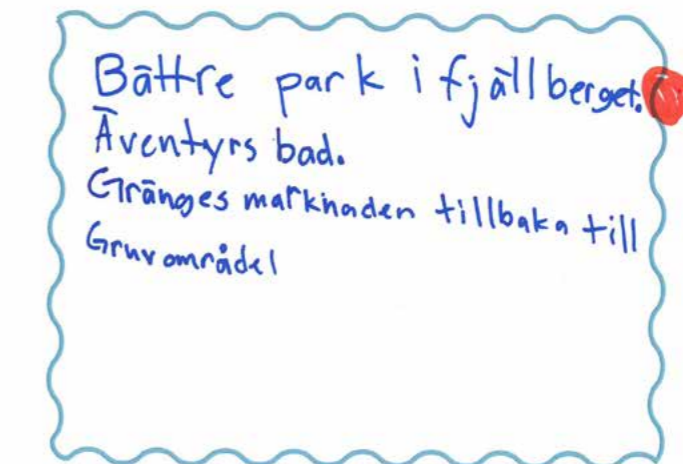 Bättre park i fjällberget.
Äventyrs bad.
Gränges marknaden tillbaka till
Gruvområdet